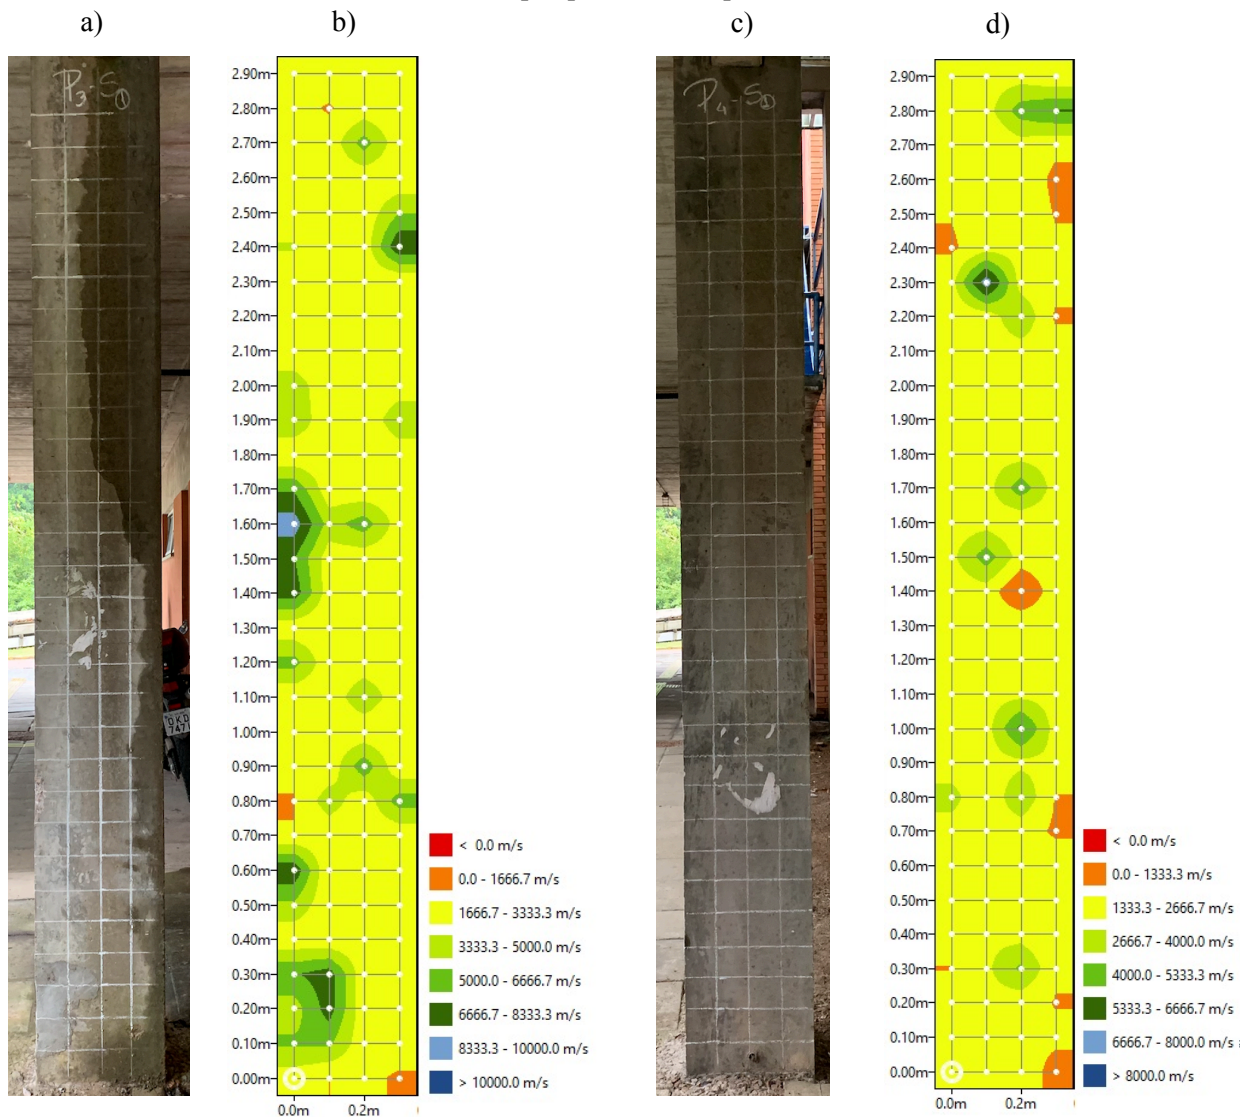 a)
b)
c)
d)
P3-S①
2.90m
2.80m
2.70m
2.60m
2.50m
2.40m
2.30m
2.20m
2.10m
2.00m
1.90m
1.80m
1.70m
1.60m
1.50m
1.40m
1.30m
1.20m
1.10m
1.00m
0.90m
0.80m
0.70m
0.60m
0.50m
0.40m
0.30m
0.20m
0.10m
0.00m
0.0m 0.2m
< 0.0 m/s
0.0 - 1666.7 m/s
1666.7 - 3333.3 m/s
3333.3 - 5000.0 m/s
5000.0 - 6666.7 m/s
6666.7 - 8333.3 m/s
8333.3 - 10000.0 m/s
> 10000.0 m/s
P4-S①
2.90m
2.80m
2.70m
2.60m
2.50m
2.40m
2.30m
2.20m
2.10m
2.00m
1.90m
1.80m
1.70m
1.60m
1.50m
1.40m
1.30m
1.20m
1.10m
1.00m
0.90m
0.80m
0.70m
0.60m
0.50m
0.40m
0.30m
0.20m
0.10m
0.00m
0.0m 0.2m
< 0.0 m/s
0.0 - 1333.3 m/s
1333.3 - 2666.7 m/s
2666.7 - 4000.0 m/s
4000.0 - 5333.3 m/s
5333.3 - 6666.7 m/s
6666.7 - 8000.0 m/s
> 8000.0 m/s